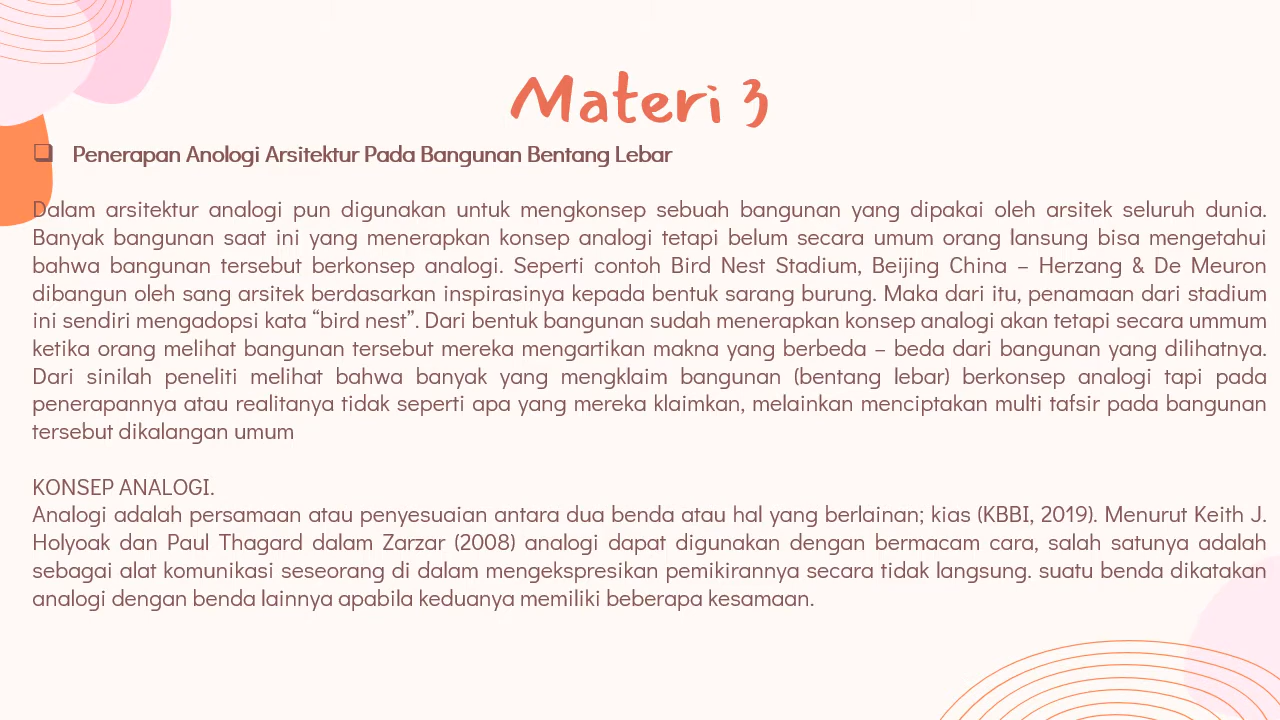 Materi 3
❑ Penerapan Anologi Arsitektur Pada Bangunan Bentang Lebar
Dalam arsitektur analogi pun digunakan untuk mengkonsep sebuah bangunan yang dipakai oleh arsitek seluruh dunia.
Banyak bangunan saat ini yang menerapkan konsep analogi tetapi belum secara umum orang lansung bisa mengetahui
bahwa bangunan tersebut berkonsep analogi. Seperti contoh Bird Nest Stadium, Beijing China – Herzang & De Meuron
dibangun oleh sang arsitek berdasarkan inspirasinya kepada bentuk sarang burung. Maka dari itu, penamaan dari stadium
ini sendiri mengadopsi kata “bird nest”. Dari bentuk bangunan sudah menerapkan konsep analogi akan tetapi secara ummum
ketika orang melihat bangunan tersebut mereka mengartikan makna yang berbeda – beda dari bangunan yang dilihatnya.
Dari sinilah peneliti melihat bahwa banyak yang mengklaim bangunan (bentang lebar) berkonsep analogi tapi pada
penerapannya atau realitanya tidak seperti apa yang mereka klaimkan, melainkan menciptakan multi tafsir pada bangunan
tersebut dikalangan umum
KONSEP ANALOGI.
Analogi adalah persamaan atau penyesuaian antara dua benda atau hal yang berlainan; kias (KBBI, 2019). Menurut Keith J.
Holyoak dan Paul Thagard dalam Zarzar (2008) analogi dapat digunakan dengan bermacam cara, salah satunya adalah
sebagai alat komunikasi seseorang di dalam mengekspresikan pemikirannya secara tidak langsung. suatu benda dikatakan
analogi dengan benda lainnya apabila keduanya memiliki beberapa kesamaan.